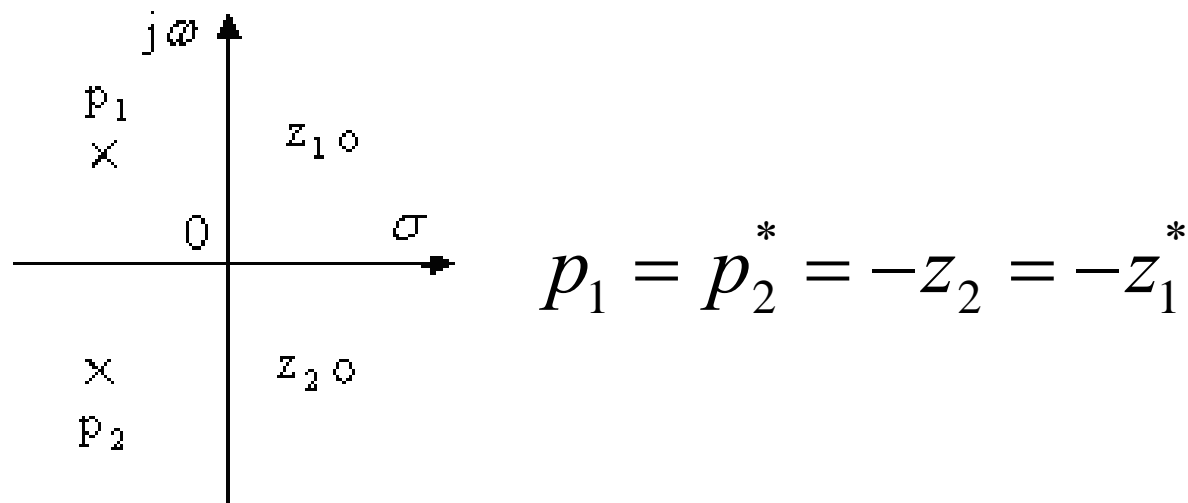 jω
p₁
z₁
0
σ
p₁ = p₂* = −z₂ = −z₁*
z₂
p₂